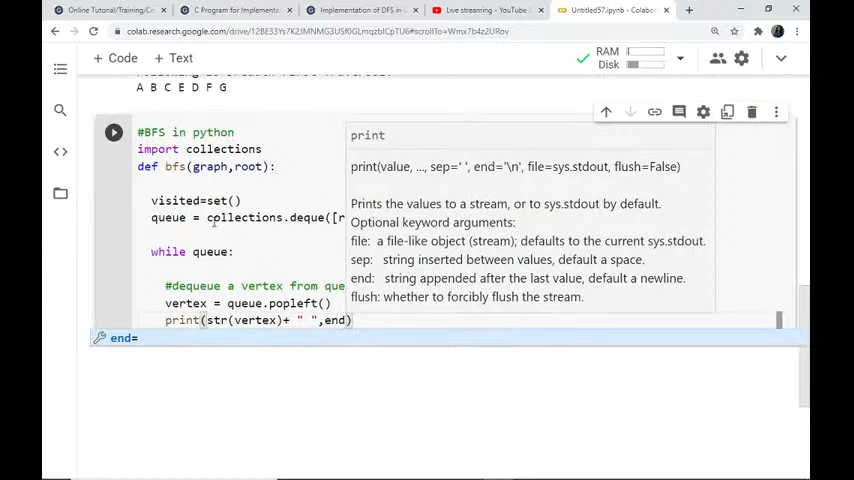 Online Tutorial/Training/Ce
C Program for Implementa
Implementation of DFS in C
Live streaming - YouTube
Untitled57.ipynb - Colabor
colab.research.google.com/drive/12BE33Ys7K2JMNMG3USf0GLmqzbICpTU6#scrollTo=Wmx7b4z2URov
+ Code + Text
RAM
Disk
A B C E D F G
#BFS in python
import collections
def bfs(graph,root):
visited=set()
queue = collections.deque([r
while queue:
#dequeue a vertex from que
vertex = queue.popleft()
print(str(vertex)+ " ",end)
print
print(value, ..., sep=' ', end='\n', file=sys.stdout, flush=False)
Prints the values to a stream, or to sys.stdout by default.
Optional keyword arguments:
file: a file-like object (stream); defaults to the current sys.stdout.
sep: string inserted between values, default a space.
end: string appended after the last value, default a newline.
flush: whether to forcibly flush the stream.
end=